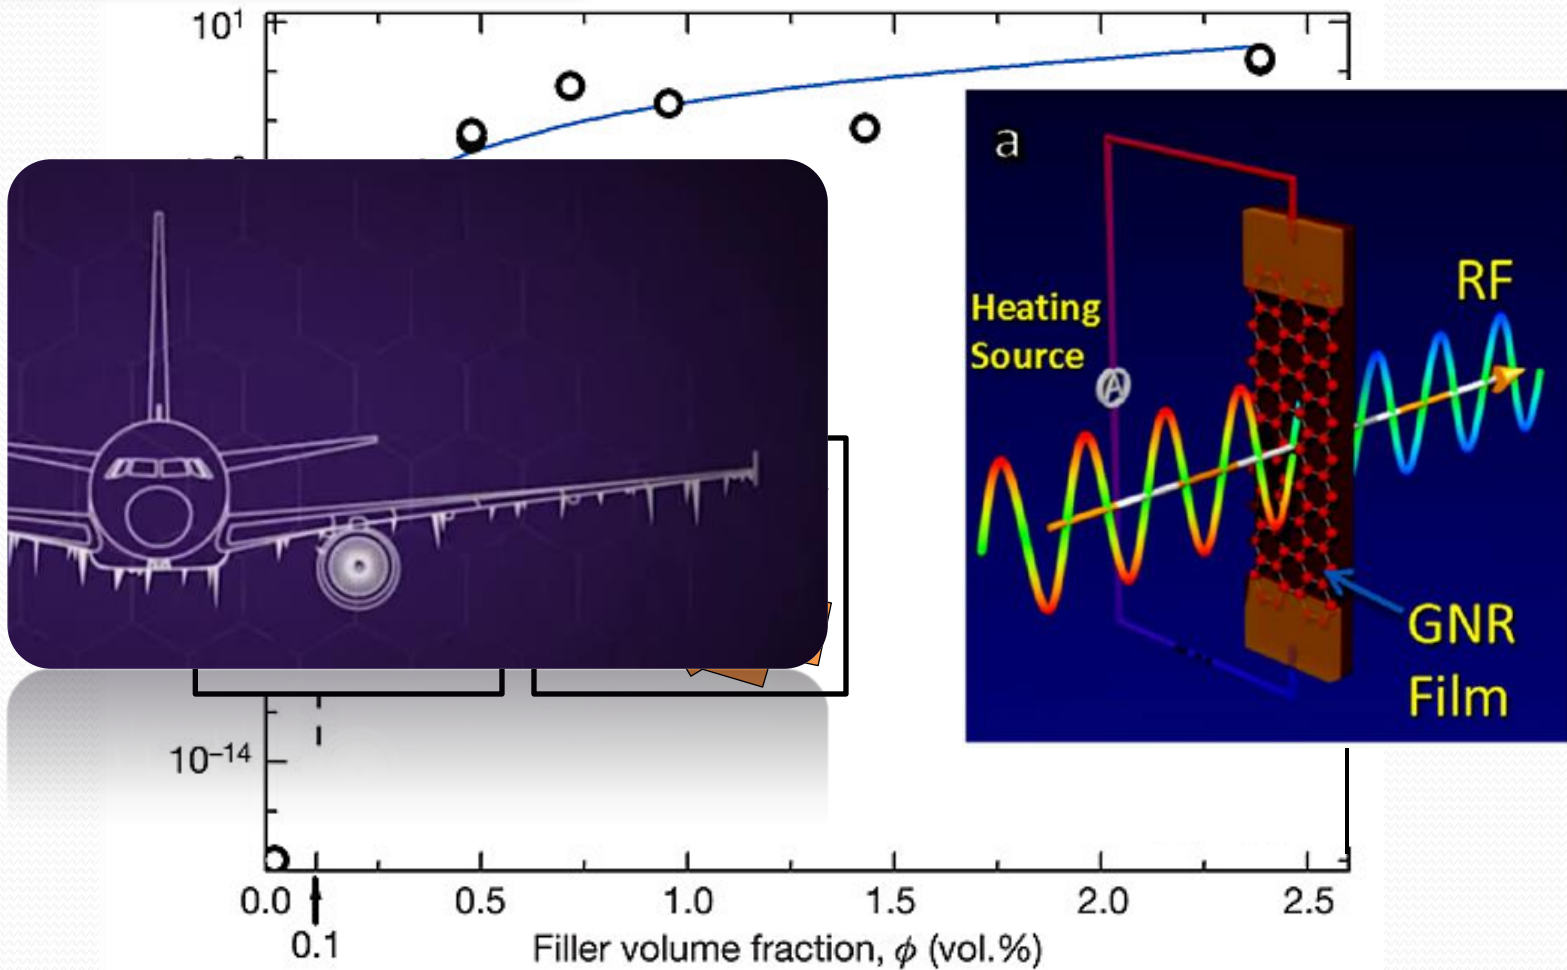 10¹
a
RF
Heating
Source
A
GNR
Film
10⁻¹⁴
0.0
0.5
1.0
1.5
2.0
2.5
0.1
Filler volume fraction, ϕ (vol.%)